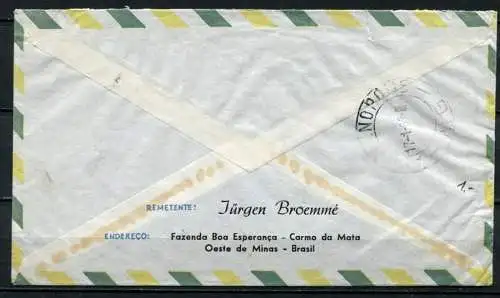 REMETENTE: Jürgen Broemmé
ENDEREÇO: Fazenda Boa Esperança - Carmo da Mata
Oeste de Minas - Brasil
1.-